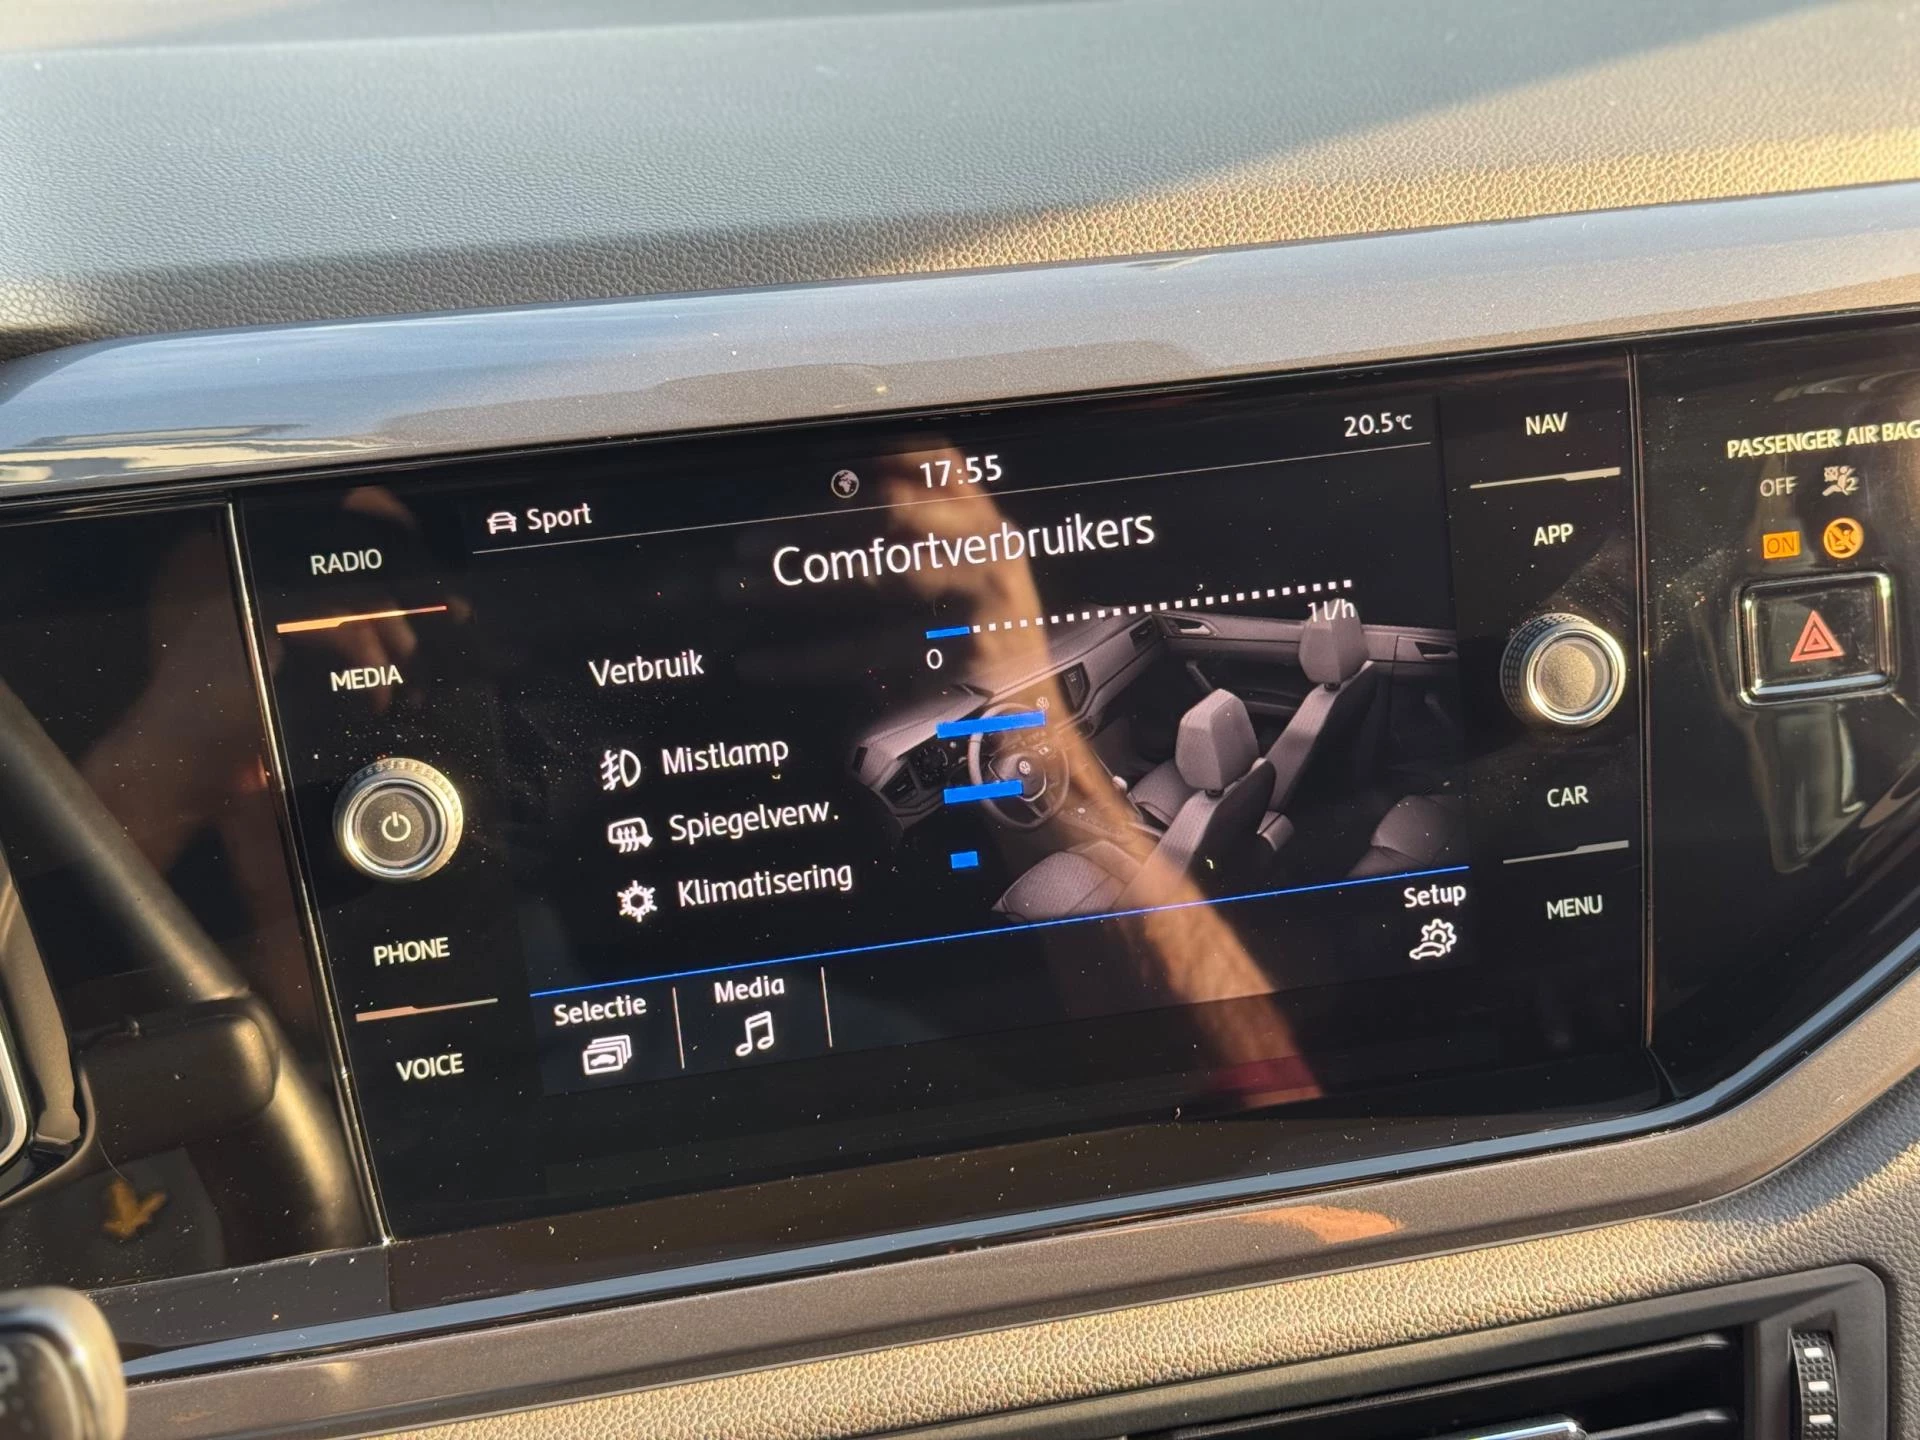 20.5°C
17:55
Sport
Comfortverbruikers
Verbruik
0
1 l/h
Mistlamp
Spiegelverw.
Klimatisering
Setup
Selectie
Media
RADIO
MEDIA
PHONE
VOICE
NAV
APP
CAR
MENU
PASSENGER AIR BAG
OFF
2
ON